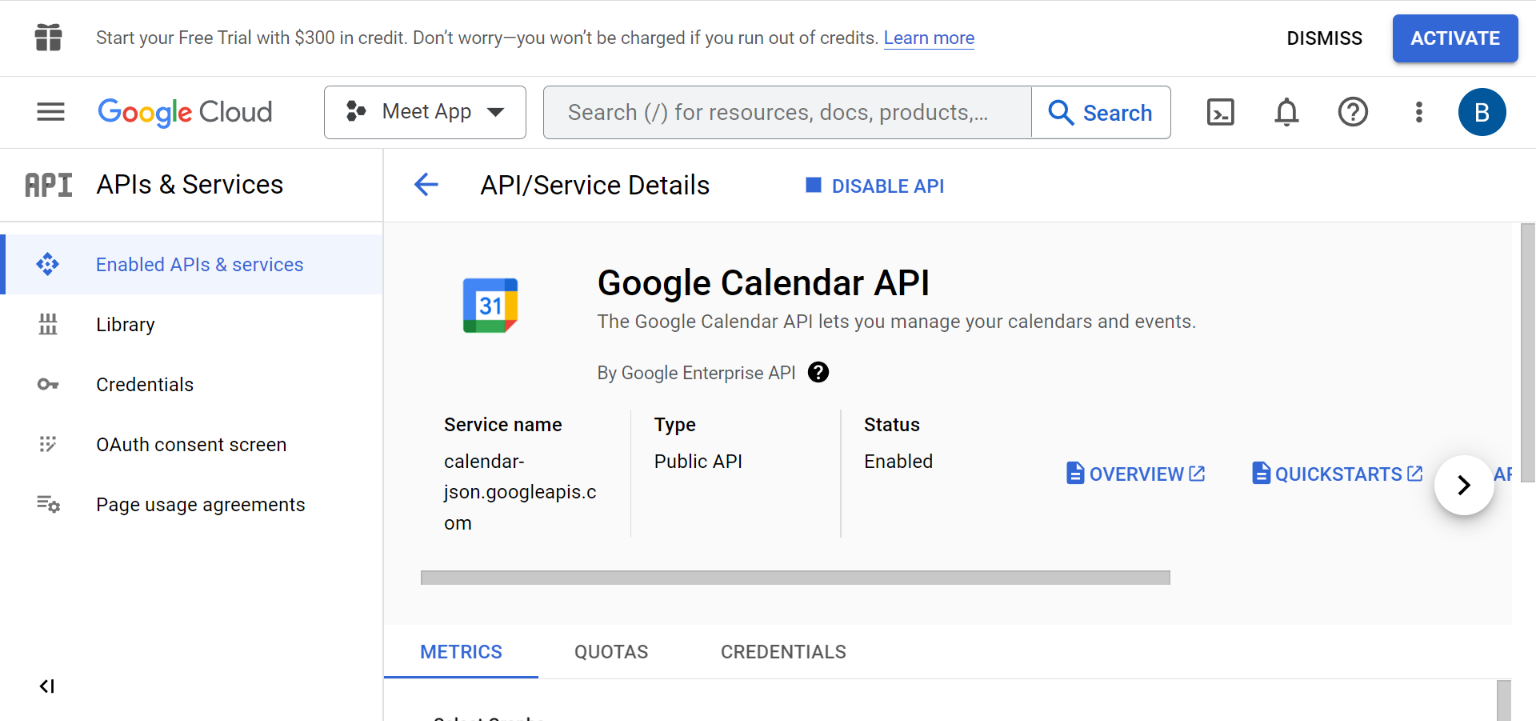 Start your Free Trial with $300 in credit. Don’t worry—you won’t be charged if you run out of credits. Learn more
DISMISS
ACTIVATE
Google Cloud
Meet App
Search (/) for resources, docs, products,...
Search
B
API
APIs & Services
API/Service Details
DISABLE API
Enabled APIs & services
Library
Credentials
OAuth consent screen
Page usage agreements
31
Google Calendar API
The Google Calendar API lets you manage your calendars and events.
By Google Enterprise API
Service name
calendar-
json.googleapis.c
om
Type
Public API
Status
Enabled
OVERVIEW
QUICKSTARTS
METRICS
QUOTAS
CREDENTIALS